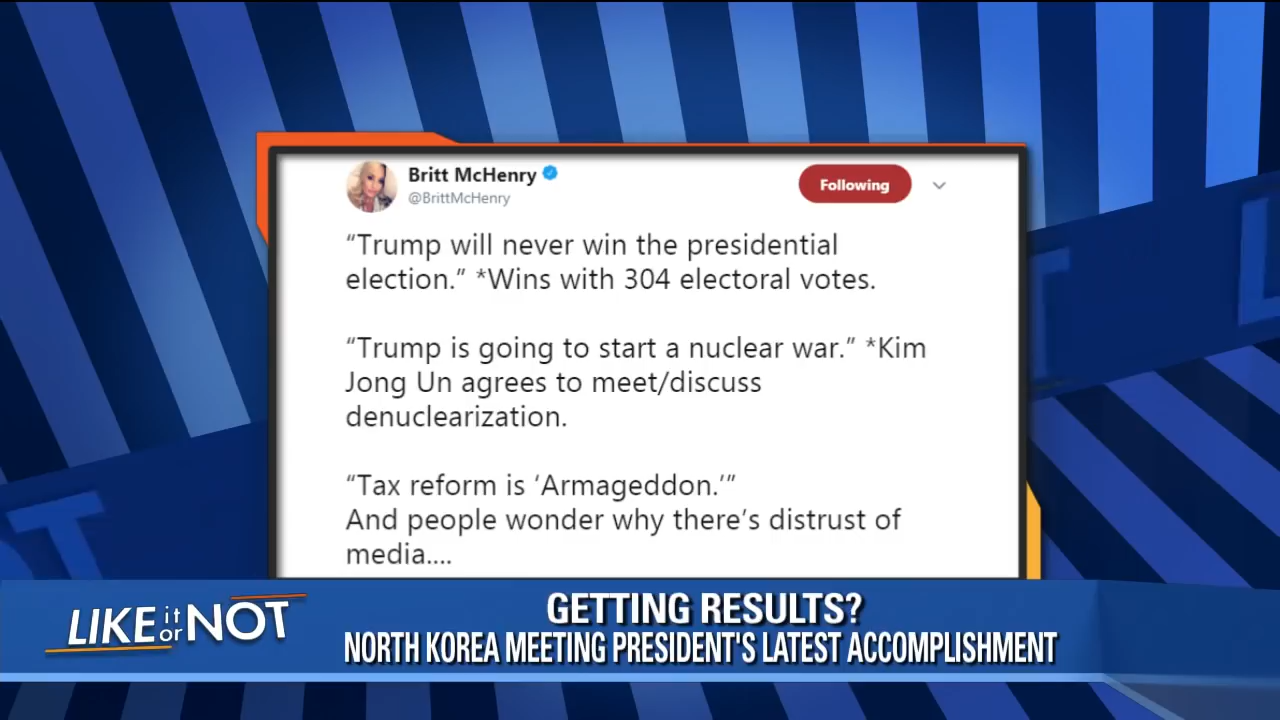 Britt McHenry
@BrittMcHenry
Following
“Trump will never win the presidential
election.” *Wins with 304 electoral votes.
“Trump is going to start a nuclear war.” *Kim
Jong Un agrees to meet/discuss
denuclearization.
“Tax reform is ‘Armageddon.’”
And people wonder why there’s distrust of
media....
LIKE it or NOT
GETTING RESULTS?
NORTH KOREA MEETING PRESIDENT'S LATEST ACCOMPLISHMENT